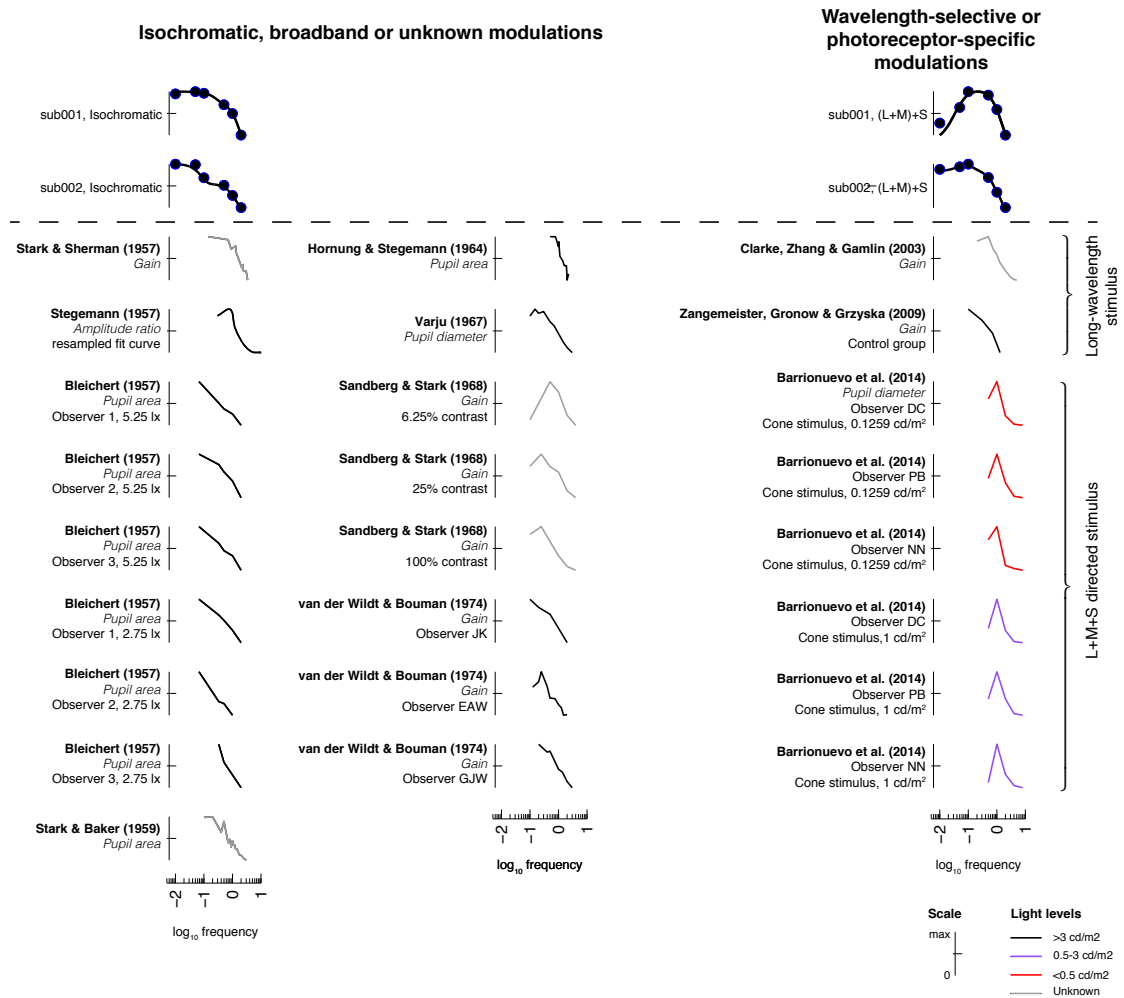 Isochromatic, broadband or unknown modulations
sub001, Isochromatic
sub002, Isochromatic
Stark & Sherman (1957)
Gain
Stegemann (1957)
Amplitude ratio
resampled fit curve
Bleichert (1957)
Pupil area
Observer 1, 5.25 lx
Bleichert (1957)
Pupil area
Observer 2, 5.25 lx
Bleichert (1957)
Pupil area
Observer 3, 5.25 lx
Bleichert (1957)
Pupil area
Observer 1, 2.75 lx
Bleichert (1957)
Pupil area
Observer 2, 2.75 lx
Bleichert (1957)
Pupil area
Observer 3, 2.75 lx
Stark & Baker (1959)
Pupil area
−2 −1 0 1
log10 frequency
Hornung & Stegemann (1964)
Pupil area
Varju (1967)
Pupil diameter
Sandberg & Stark (1968)
Gain
6.25% contrast
Sandberg & Stark (1968)
Gain
25% contrast
Sandberg & Stark (1968)
Gain
100% contrast
van der Wildt & Bouman (1974)
Gain
Observer JK
van der Wildt & Bouman (1974)
Gain
Observer EAW
van der Wildt & Bouman (1974)
Gain
Observer GJW
−2 −1 0 1
log10 frequency
Wavelength-selective or
photoreceptor-specific
modulations
sub001, (L+M)+S
sub002, (L+M)+S
Clarke, Zhang & Gamlin (2003)
Gain
Zangemeister, Gronow & Grzyska (2009)
Gain
Control group
Long-wavelength
stimulus
Barrionuevo et al. (2014)
Pupil diameter
Observer DC
Cone stimulus, 0.1259 cd/m²
Barrionuevo et al. (2014)
Observer PB
Cone stimulus, 0.1259 cd/m²
Barrionuevo et al. (2014)
Observer NN
Cone stimulus, 0.1259 cd/m²
Barrionuevo et al. (2014)
Observer DC
Cone stimulus,1 cd/m²
Barrionuevo et al. (2014)
Observer PB
Cone stimulus, 1 cd/m²
Barrionuevo et al. (2014)
Observer NN
Cone stimulus, 1 cd/m²
L+M+S directed stimulus
−2 −1 0 1
log10 frequency
Scale
max
0
Light levels
>3 cd/m2
0.5-3 cd/m2
<0.5 cd/m2
Unknown